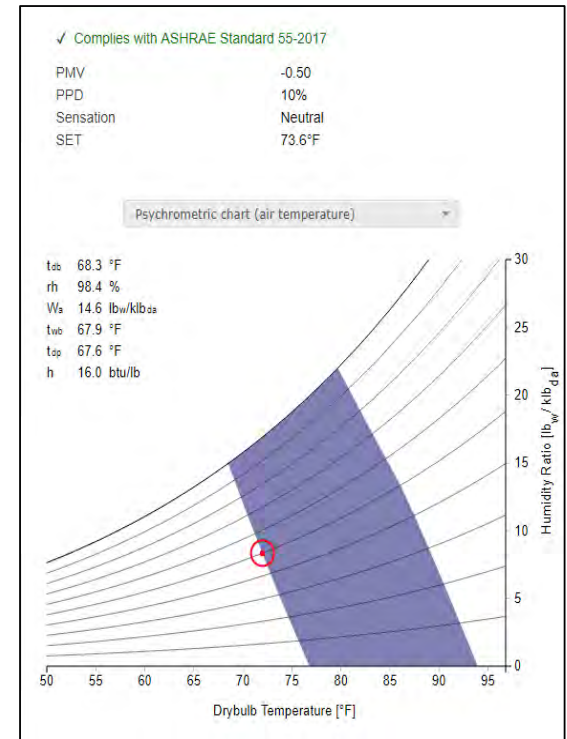 ✓ Complies with ASHRAE Standard 55-2017
PMV -0.50
PPD 10%
Sensation Neutral
SET 73.6°F
Psychrometric chart (air temperature)
tdb 68.3 °F
rh 98.4 %
Wa 14.6 lbw/klbda
twb 67.9 °F
tdp 67.6 °F
h 16.0 btu/lb
30
25
20
15
10
5
0
Humidity Ratio [lbw / klbda]
50 55 60 65 70 75 80 85 90 95
Drybulb Temperature [°F]